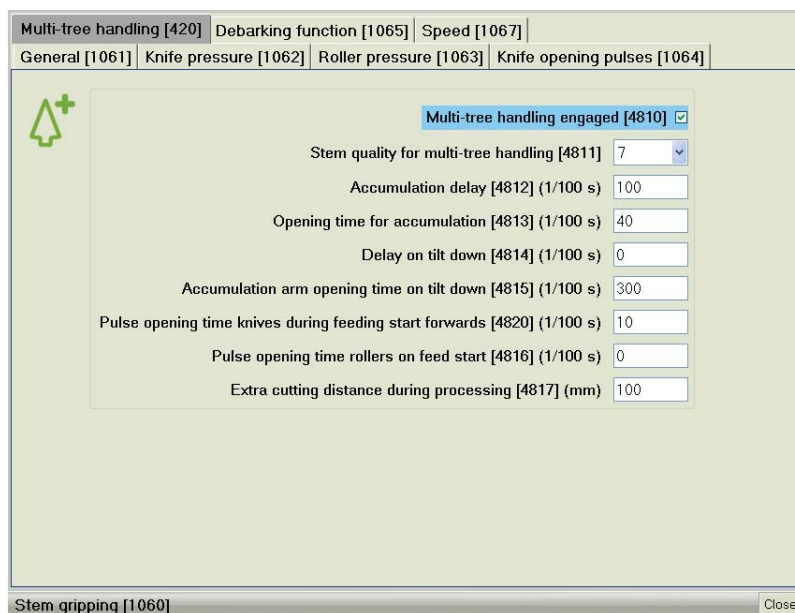 Multi-tree handling [420] Debarking function [1065] Speed [1067]
General [1061] Knife pressure [1062] Roller pressure [1063] Knife opening pulses [1064]
Multi-tree handling engaged [4810]
Stem quality for multi-tree handling [4811] 7
Accumulation delay [4812] (1/100 s) 100
Opening time for accumulation [4813] (1/100 s) 40
Delay on tilt down [4814] (1/100 s) 0
Accumulation arm opening time on tilt down [4815] (1/100 s) 300
Pulse opening time knives during feeding start forwards [4820] (1/100 s) 10
Pulse opening time rollers on feed start [4816] (1/100 s) 0
Extra cutting distance during processing [4817] (mm) 100
Stem gripping [1060] Close